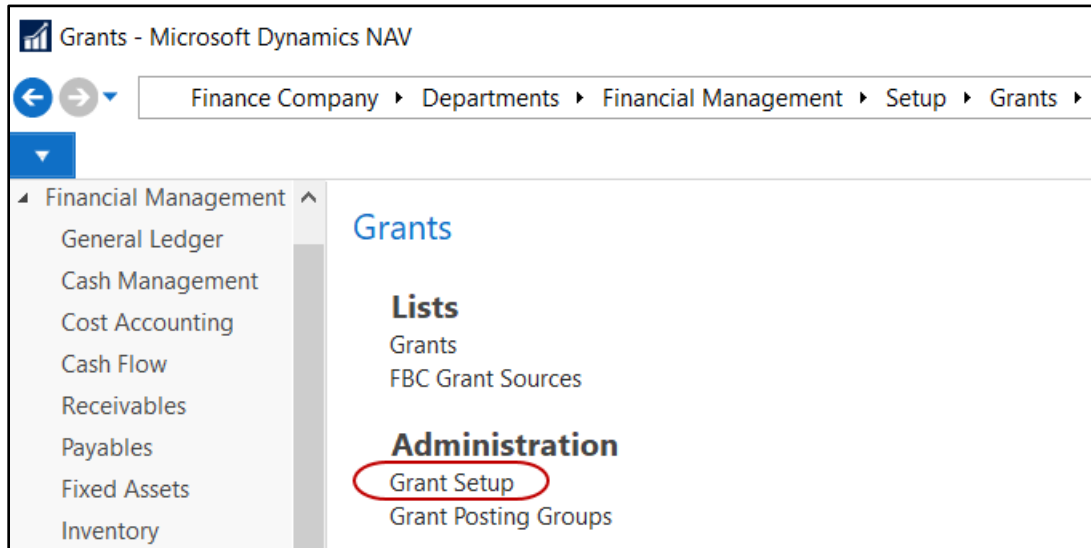 Grants - Microsoft Dynamics NAV
Finance Company ▸ Departments ▸ Financial Management ▸ Setup ▸ Grants ▸
Financial Management
General Ledger
Cash Management
Cost Accounting
Cash Flow
Receivables
Payables
Fixed Assets
Inventory
Grants
Lists
Grants
FBC Grant Sources
Administration
Grant Setup
Grant Posting Groups